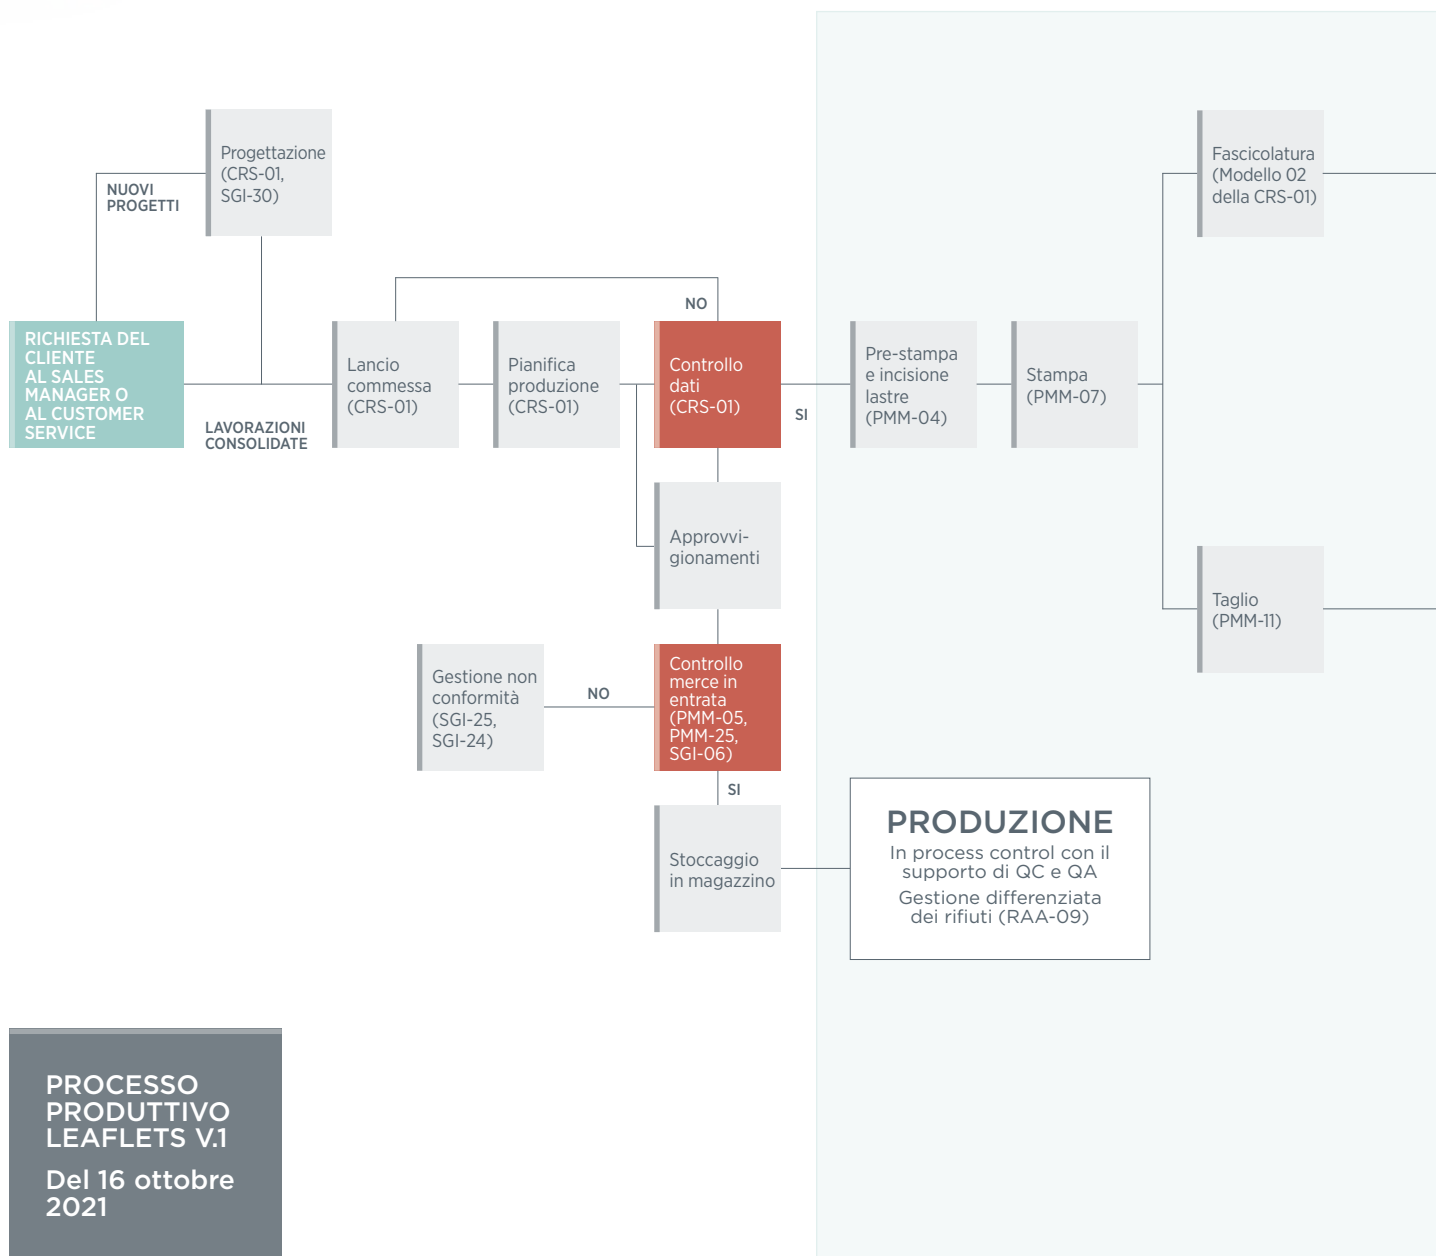 Progettazione
(CRS-01,
SGI-30)
NUOVI
PROGETTI
Fascicolatura
(Modello 02
della CRS-01)
NO
RICHIESTA DEL
CLIENTE
AL SALES
MANAGER O
AL CUSTOMER
SERVICE
LAVORAZIONI
CONSOLIDATE
Lancio
commessa
(CRS-01)
Pianifica
produzione
(CRS-01)
Controllo
dati
(CRS-01)
SI
Pre-stampa
e incisione
lastre
(PMM-04)
Stampa
(PMM-07)
Approvvi-
gionamenti
Taglio
(PMM-11)
Gestione non
conformità
(SGI-25,
SGI-24)
NO
Controllo
merce in
entrata
(PMM-05,
PMM-25,
SGI-06)
SI
Stoccaggio
in magazzino
PRODUZIONE
In process control con il
supporto di QC e QA
Gestione differenziata
dei rifiuti (RAA-09)
PROCESSO
PRODUTTIVO
LEAFLETS V.1
Del 16 ottobre
2021